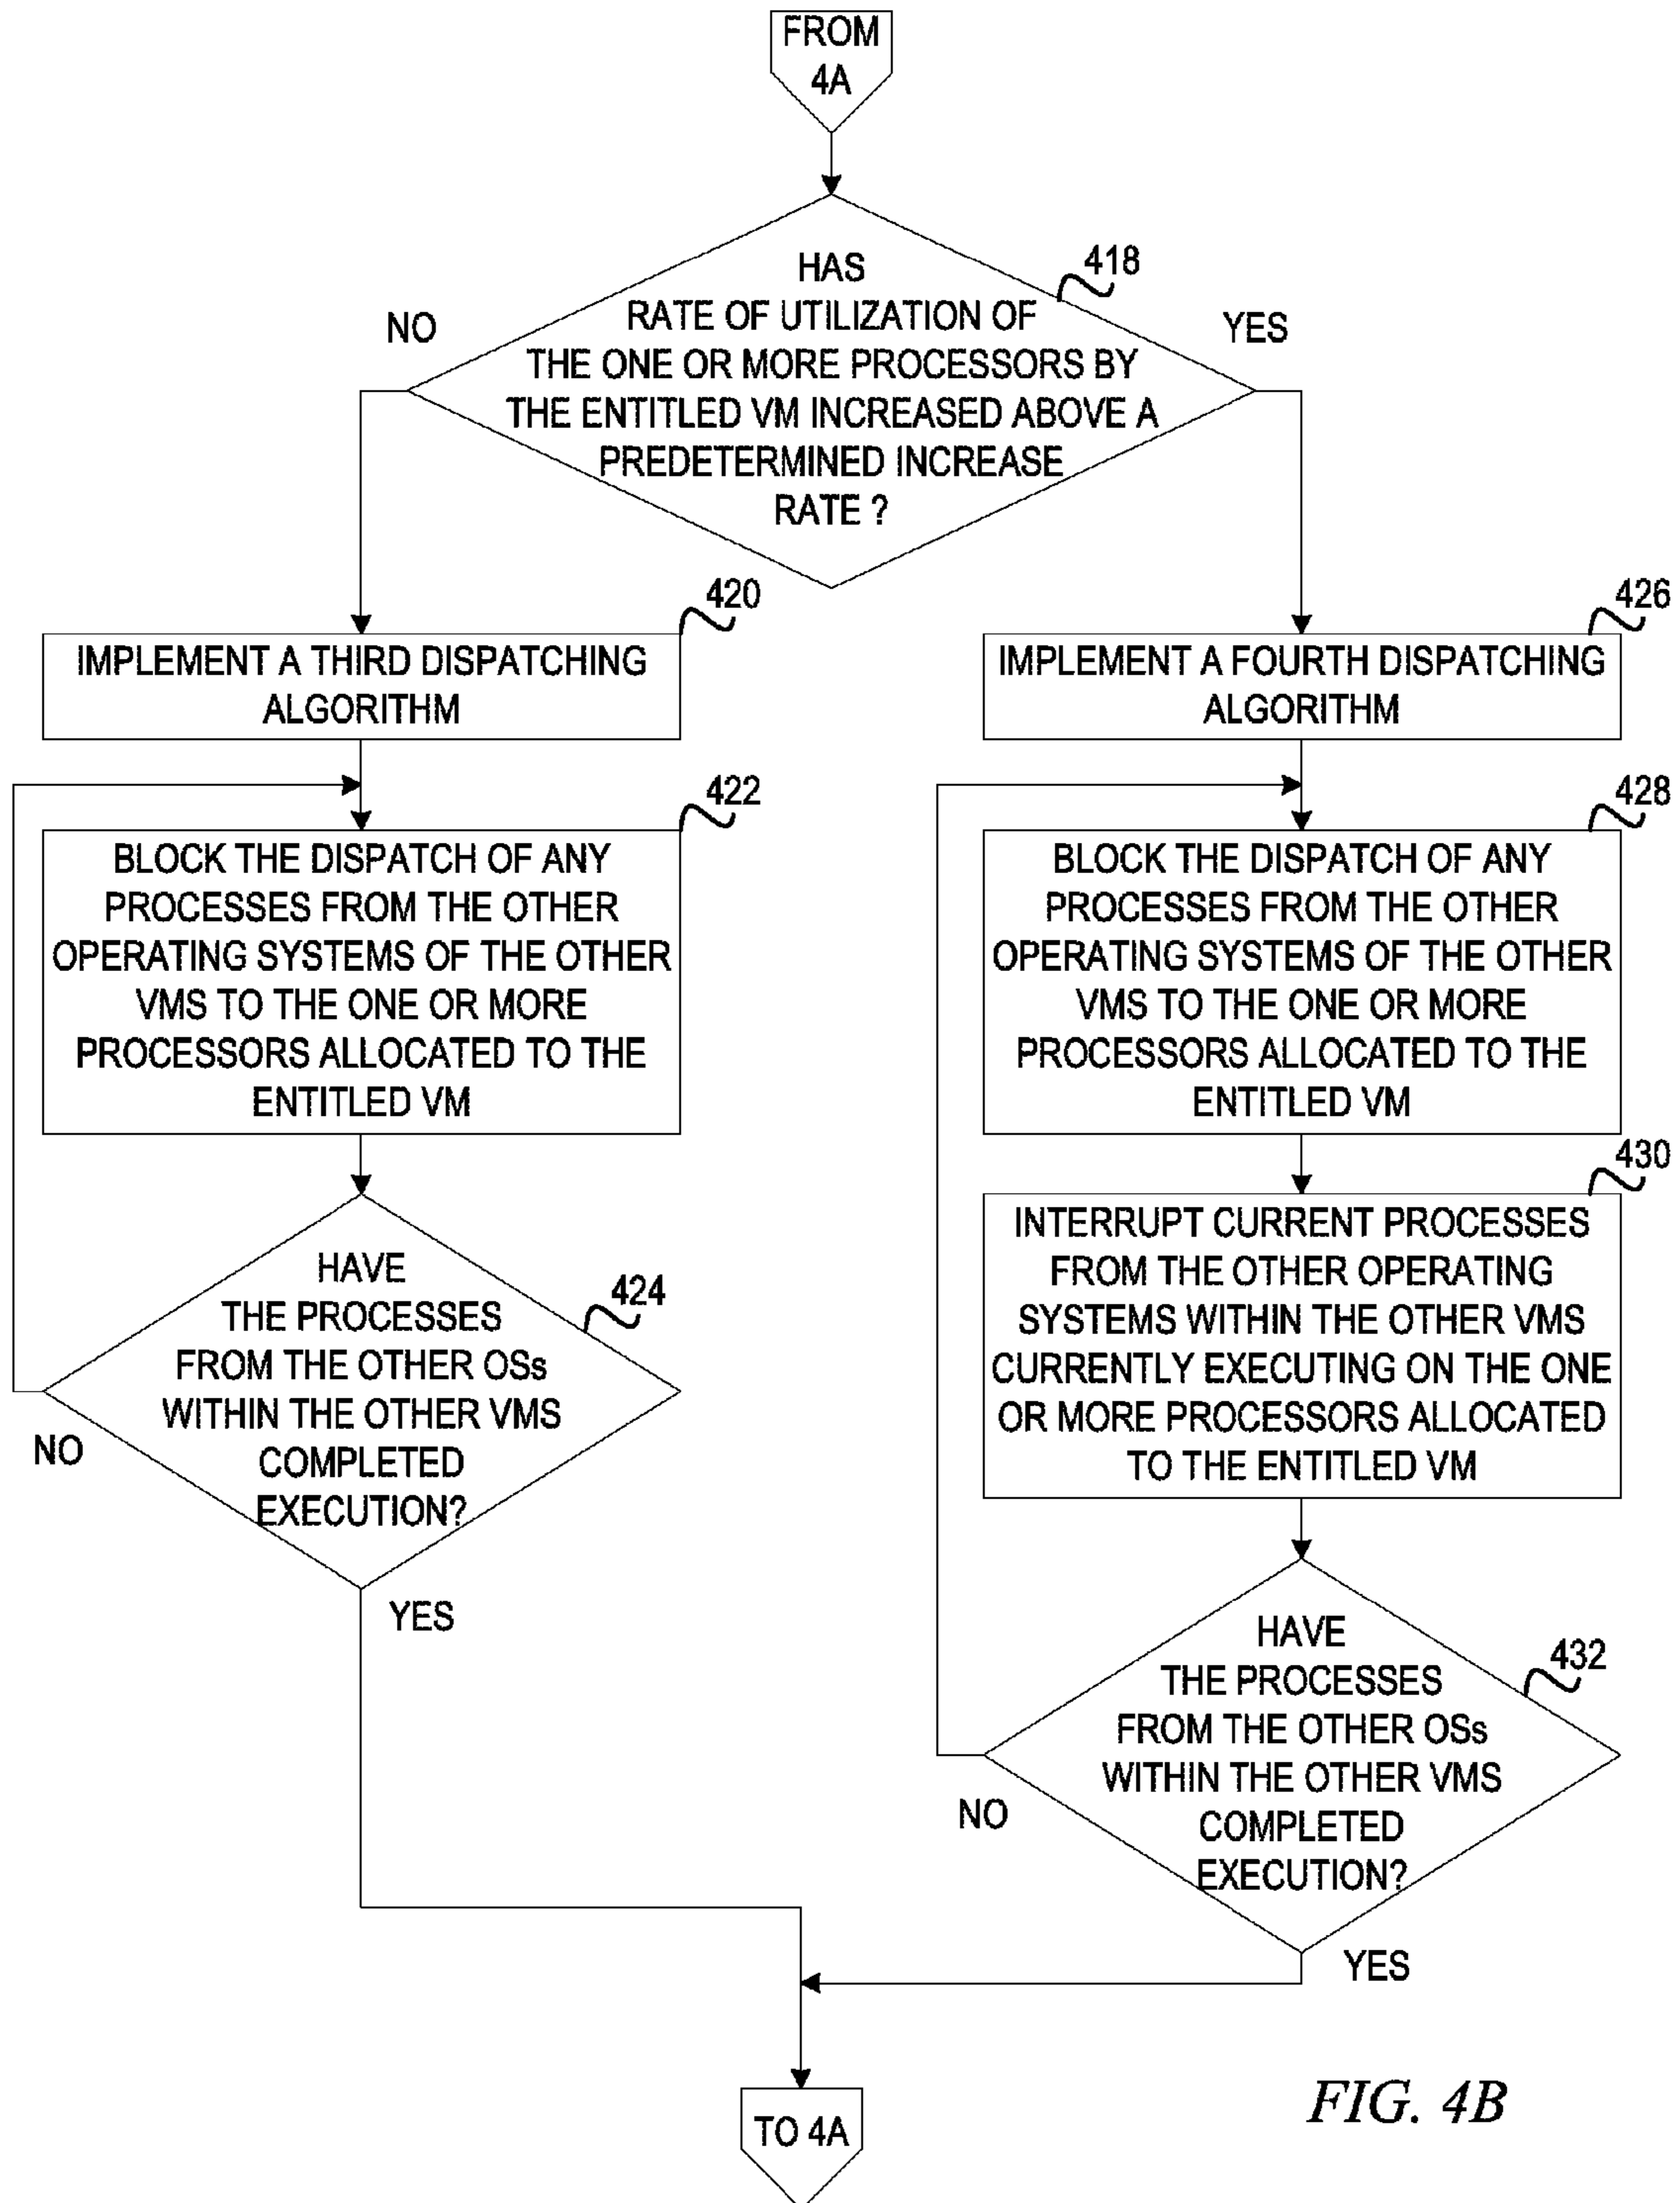 FROM
4A
HAS
RATE OF UTILIZATION OF
THE ONE OR MORE PROCESSORS BY
THE ENTITLED VM INCREASED ABOVE A
PREDETERMINED INCREASE
RATE ?
418
NO
YES
420
IMPLEMENT A THIRD DISPATCHING
ALGORITHM
422
BLOCK THE DISPATCH OF ANY
PROCESSES FROM THE OTHER
OPERATING SYSTEMS OF THE OTHER
VMS TO THE ONE OR MORE
PROCESSORS ALLOCATED TO THE
ENTITLED VM
HAVE
THE PROCESSES
FROM THE OTHER OSs
WITHIN THE OTHER VMS
COMPLETED
EXECUTION?
424
NO
YES
426
IMPLEMENT A FOURTH DISPATCHING
ALGORITHM
428
BLOCK THE DISPATCH OF ANY
PROCESSES FROM THE OTHER
OPERATING SYSTEMS OF THE OTHER
VMS TO THE ONE OR MORE
PROCESSORS ALLOCATED TO THE
ENTITLED VM
430
INTERRUPT CURRENT PROCESSES
FROM THE OTHER OPERATING
SYSTEMS WITHIN THE OTHER VMS
CURRENTLY EXECUTING ON THE ONE
OR MORE PROCESSORS ALLOCATED
TO THE ENTITLED VM
HAVE
THE PROCESSES
FROM THE OTHER OSs
WITHIN THE OTHER VMS
COMPLETED
EXECUTION?
432
NO
YES
TO 4A
FIG. 4B